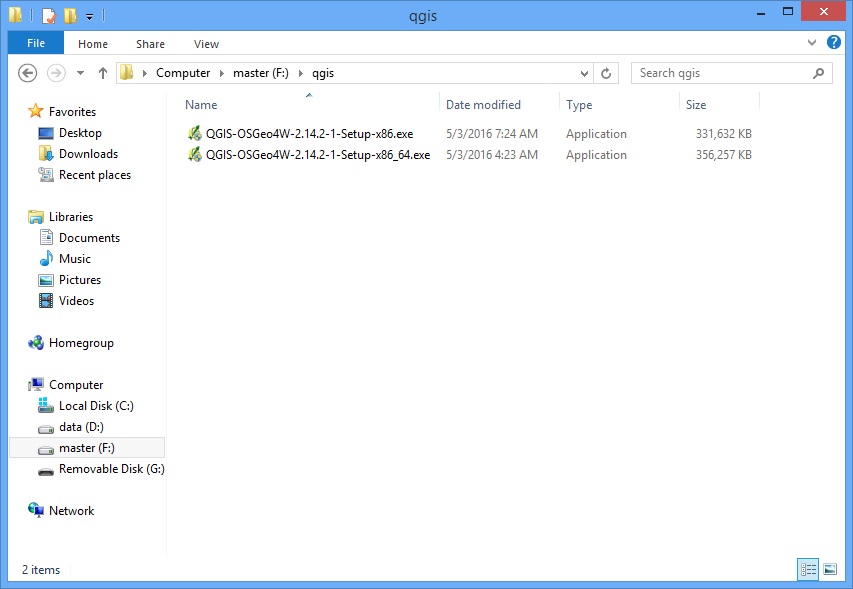 qgis
File Home Share View
Computer master (F:) qgis Search qgis
Name Date modified Type Size
QGIS-OSGeo4W-2.14.2-1-Setup-x86.exe 5/3/2016 7:24 AM Application 331,632 KB
QGIS-OSGeo4W-2.14.2-1-Setup-x86_64.exe 5/3/2016 4:23 AM Application 356,257 KB
Favorites
Desktop
Downloads
Recent places
Libraries
Documents
Music
Pictures
Videos
Homegroup
Computer
Local Disk (C:)
data (D:)
master (F:)
Removable Disk (G:)
Network
2 items